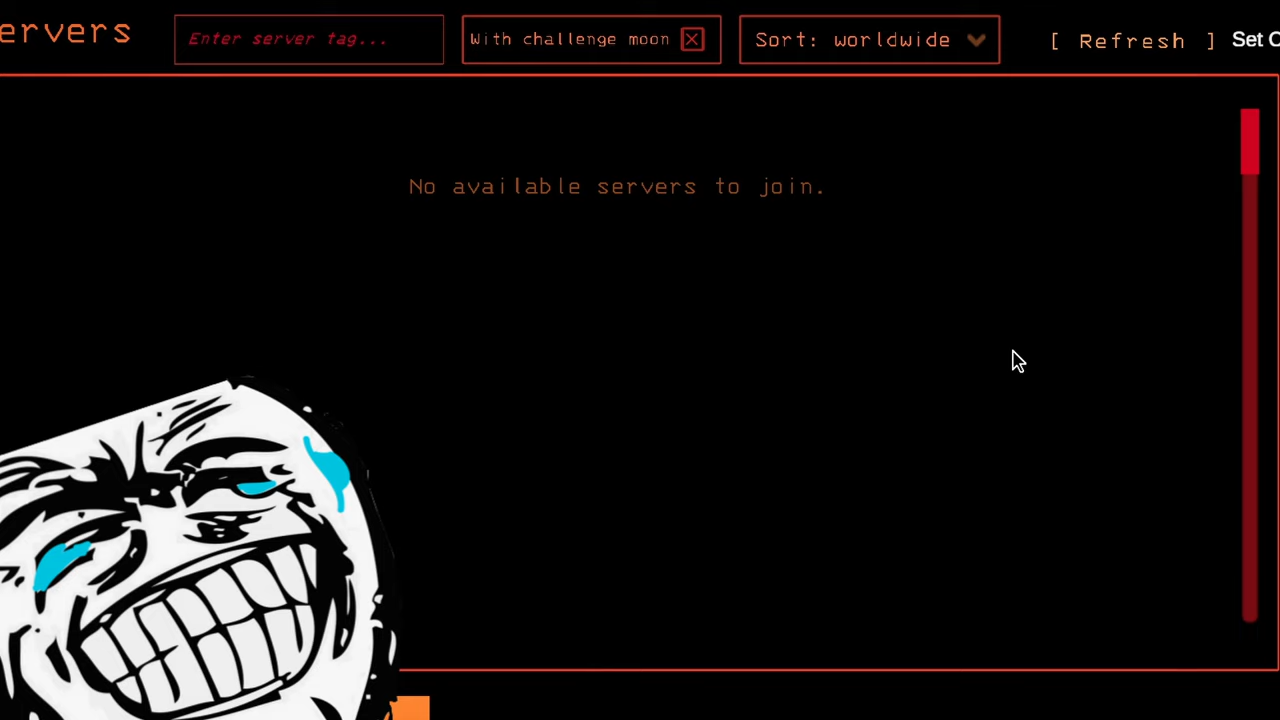 ervers
Enter server tag...
With challenge moon
Sort: worldwide
[ Refresh ]
Set C
No available servers to join.